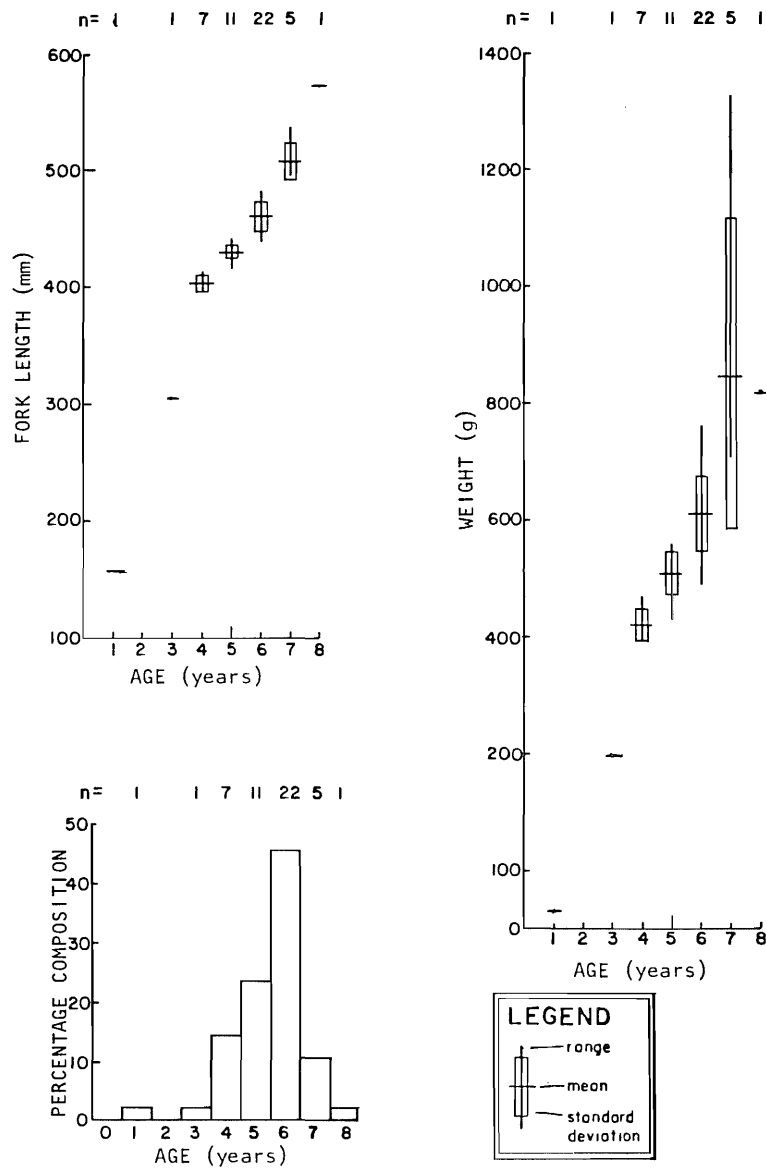 n= 1 1 7 11 22 5 1
600
500
400
300
200
100
FORK LENGTH (mm)
1 2 3 4 5 6 7 8
AGE (years)
n= 1 1 7 11 22 5 1
1400
1200
1000
800
600
400
200
100
0
WEIGHT (g)
1 2 3 4 5 6 7 8
AGE (years)
n= 1 1 7 11 22 5 1
50
40
30
20
10
0
PERCENTAGE COMPOSITION
0 1 2 3 4 5 6 7 8
AGE (years)
LEGEND
range
mean
standard
deviation